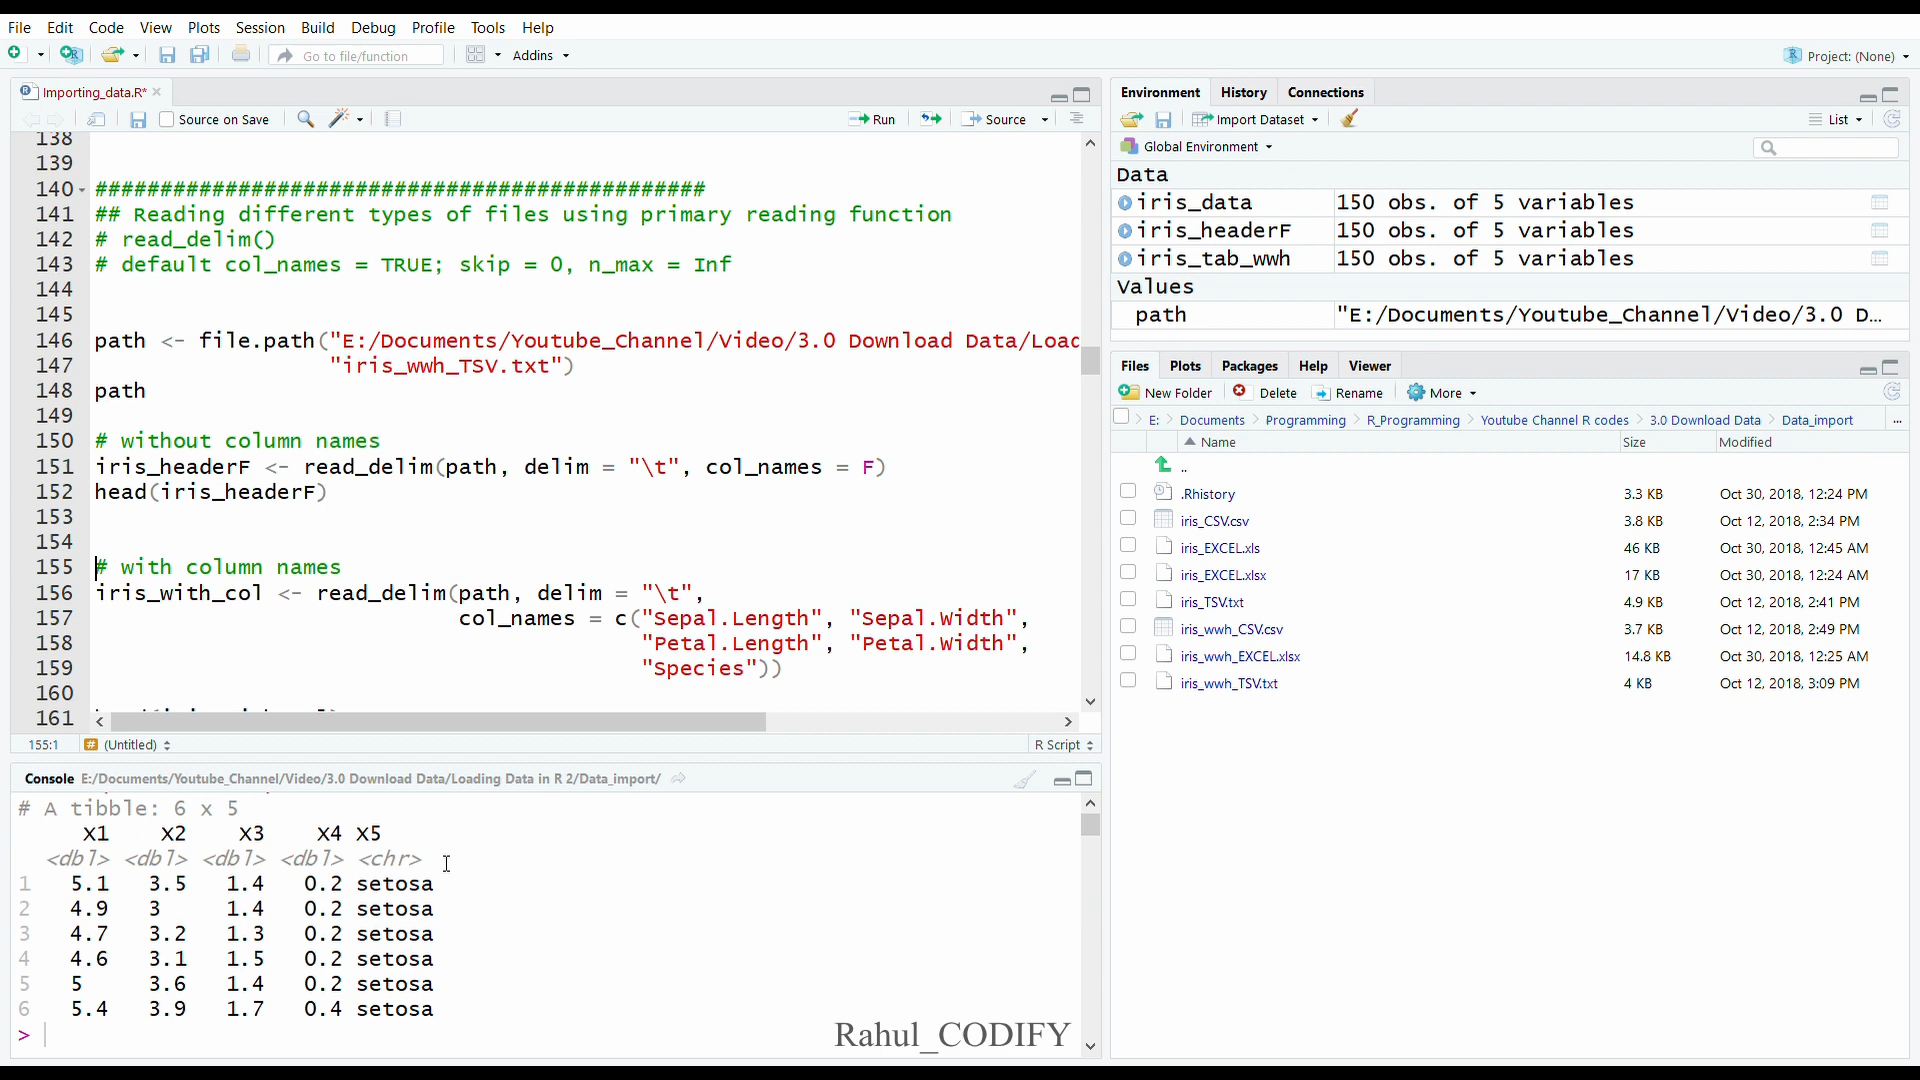 File Edit Code View Plots Session Build Debug Profile Tools Help
Go to file/function Addins Project: (None)
Importing_data.R*
Source on Save Run Source
138
139
140 ###############################################
141 ## Reading different types of files using primary reading function
142 # read_delim()
143 # default col_names = TRUE; skip = 0, n_max = Inf
144
145
146 path <- file.path("E:/Documents/Youtube_Channel/Video/3.0 Download Data/Load
147 "iris_wwh_TSV.txt")
148 path
149
150 # without column names
151 iris_headerF <- read_delim(path, delim = "\t", col_names = F)
152 head(iris_headerF)
153
154
155 # with column names
156 iris_with_col <- read_delim(path, delim = "\t",
157 col_names = c("Sepal.Length", "Sepal.Width",
158 "Petal.Length", "Petal.Width",
159 "Species"))
160
161
155:1 (Untitled) R Script
Console E:/Documents/Youtube_Channel/Video/3.0 Download Data/Loading Data in R 2/Data_import/
# A tibble: 6 x 5
X1 X2 X3 X4 X5
<dbl> <dbl> <dbl> <dbl> <chr>
1 5.1 3.5 1.4 0.2 setosa
2 4.9 3 1.4 0.2 setosa
3 4.7 3.2 1.3 0.2 setosa
4 4.6 3.1 1.5 0.2 setosa
5 5 3.6 1.4 0.2 setosa
6 5.4 3.9 1.7 0.4 setosa
>
Rahul_CODIFY
Environment History Connections
Import Dataset List
Global Environment
Data
iris_data 150 obs. of 5 variables
iris_headerF 150 obs. of 5 variables
iris_tab_wwh 150 obs. of 5 variables
Values
path "E:/Documents/Youtube_Channel/Video/3.0 D…
Files Plots Packages Help Viewer
New Folder Delete Rename More
E: Documents Programming R_Programming Youtube Channel R codes 3.0 Download Data Data_import ...
Name Size Modified
..
.Rhistory 3.3 KB Oct 30, 2018, 12:24 PM
iris_CSV.csv 3.8 KB Oct 12, 2018, 2:34 PM
iris_EXCEL.xls 46 KB Oct 30, 2018, 12:45 AM
iris_EXCEL.xlsx 17 KB Oct 30, 2018, 12:24 AM
iris_TSV.txt 4.9 KB Oct 12, 2018, 2:41 PM
iris_wwh_CSV.csv 3.7 KB Oct 12, 2018, 2:49 PM
iris_wwh_EXCEL.xlsx 14.8 KB Oct 30, 2018, 12:25 AM
iris_wwh_TSV.txt 4 KB Oct 12, 2018, 3:09 PM